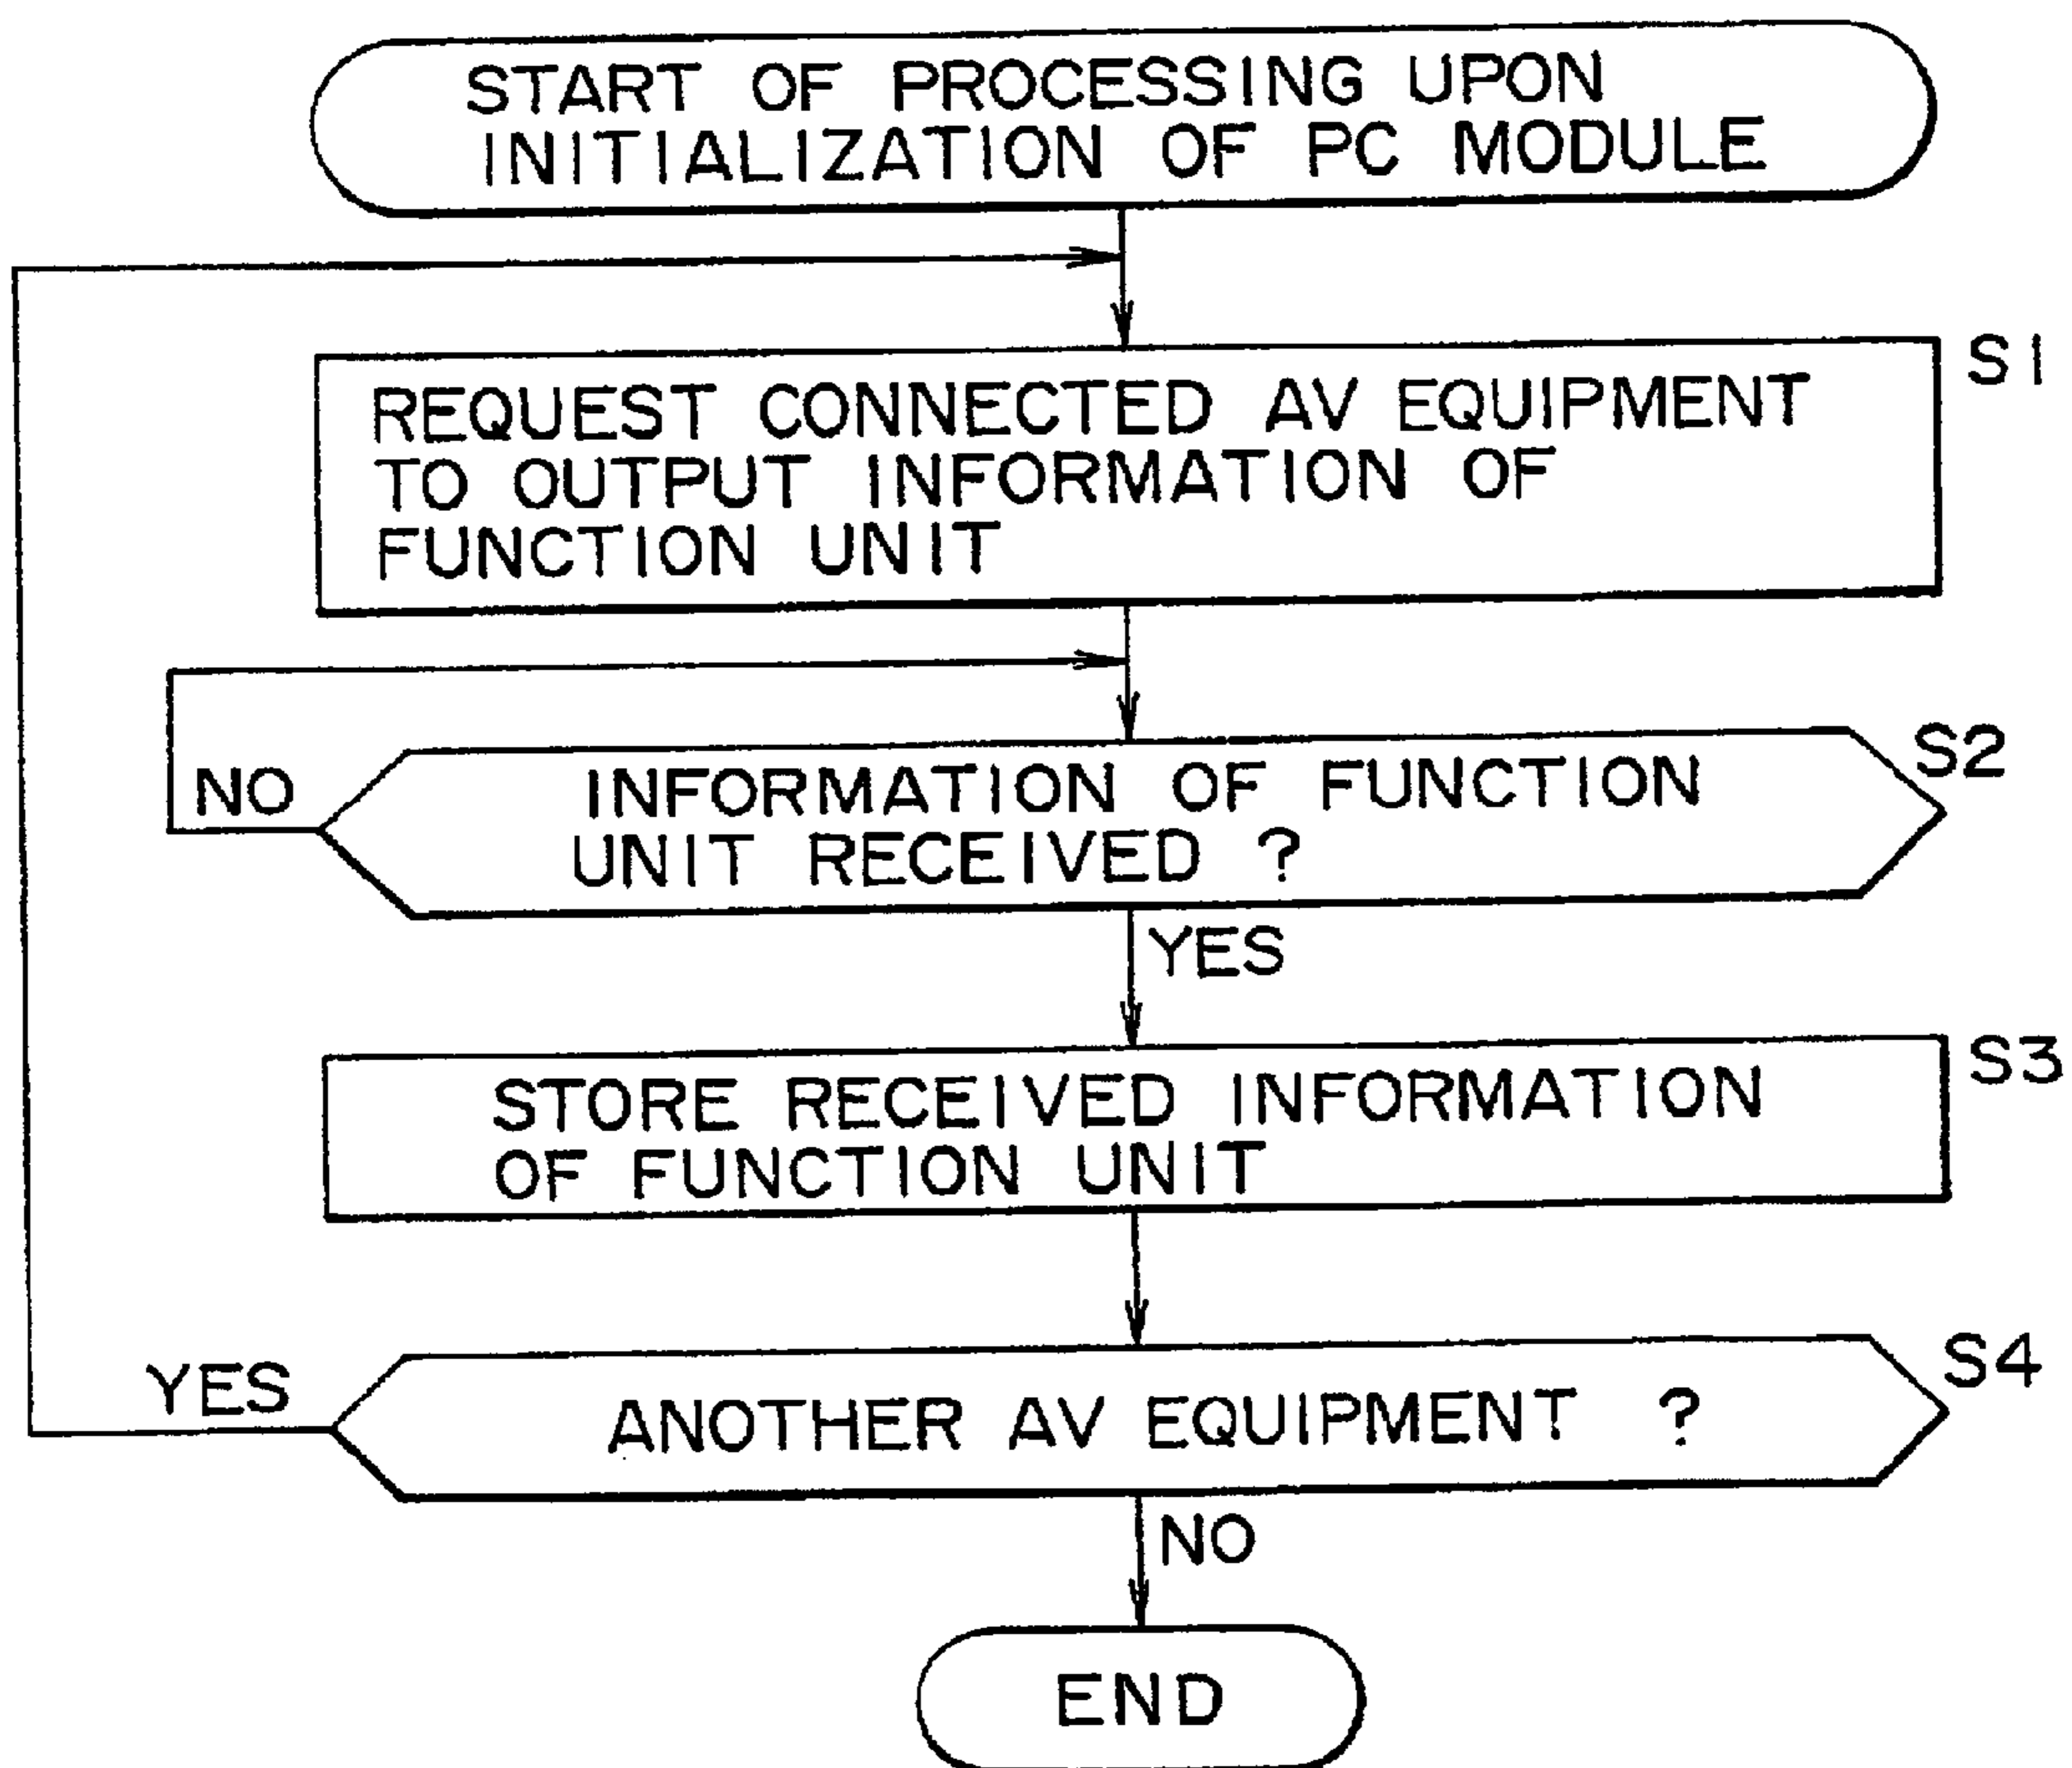 START OF PROCESSING UPON
INITIALIZATION OF PC MODULE
S1
REQUEST CONNECTED AV EQUIPMENT
TO OUTPUT INFORMATION OF
FUNCTION UNIT
S2
NO
INFORMATION OF FUNCTION
UNIT RECEIVED ?
YES
S3
STORE RECEIVED INFORMATION
OF FUNCTION UNIT
S4
YES
ANOTHER AV EQUIPMENT ?
NO
END